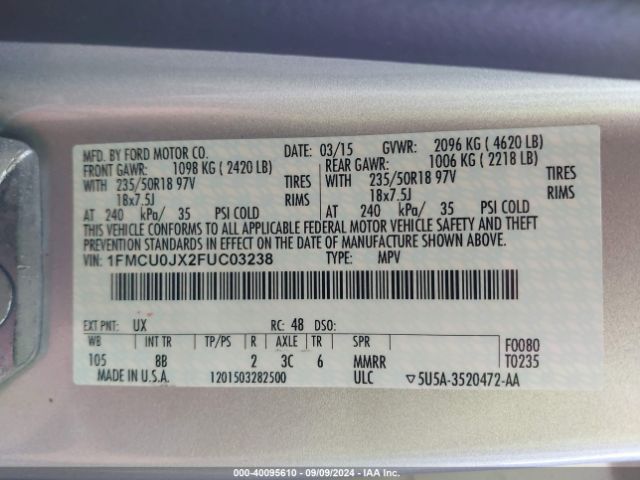 MFD. BY FORD MOTOR CO. DATE: 03/15 GVWR: 2096 KG ( 4620 LB)
FRONT GAWR: 1098 KG ( 2420 LB) REAR GAWR: 1006 KG ( 2218 LB)
WITH 235/50R18 97V TIRES WITH 235/50R18 97V TIRES
18x7.5J RIMS 18x7.5J RIMS
AT 240 kPa/ 35 PSI COLD AT 240 kPa/ 35 PSI COLD
THIS VEHICLE CONFORMS TO ALL APPLICABLE FEDERAL MOTOR VEHICLE SAFETY AND THEFT
PREVENTION STANDARDS IN EFFECT ON THE DATE OF MANUFACTURE SHOWN ABOVE.
VIN: 1FMCU0JX2FUC03238 TYPE: MPV
EXT PNT: UX RC: 48 DSO:
WB INT TR TP/PS R AXLE TR SPR F0080
105 8B 2 3C 6 MMRR T0235
MADE IN U.S.A. 1201503282500 ULC ▽5U5A-3520472-AA
000-40095610 - 09/09/2024 - IAA Inc.